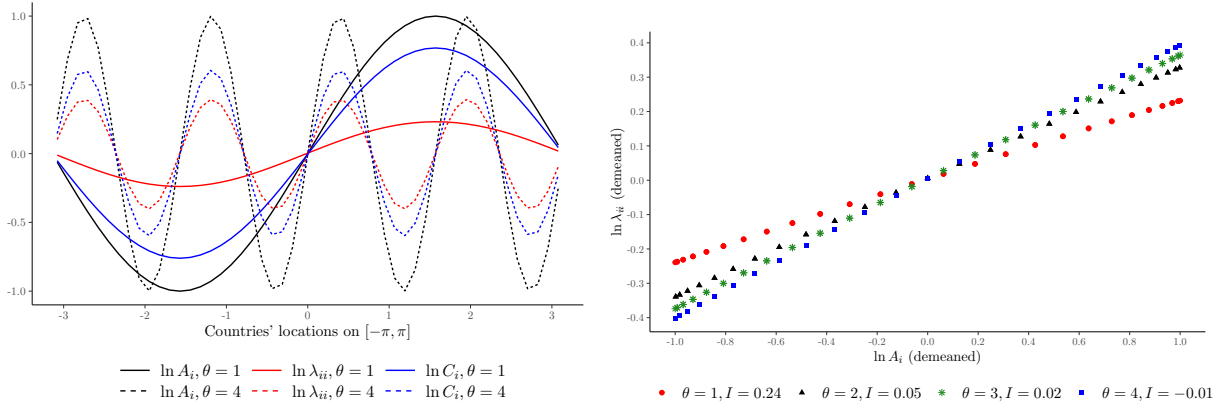 1.0
0.5
0.0
-0.5
-1.0
-3 -2 -1 0 1 2 3
Countries' locations on [−π, π]
ln A_i, θ = 1 ln λ_ii, θ = 1 ln C_i, θ = 1
ln A_i, θ = 4 ln λ_ii, θ = 4 ln C_i, θ = 4
ln λ_ii (demeaned)
0.4
0.3
0.2
0.1
0.0
-0.1
-0.2
-0.3
-0.4
-1.0 -0.8 -0.6 -0.4 -0.2 0.0 0.2 0.4 0.6 0.8 1.0
ln A_i (demeaned)
θ = 1, I = 0.24 θ = 2, I = 0.05 θ = 3, I = 0.02 θ = 4, I = −0.01